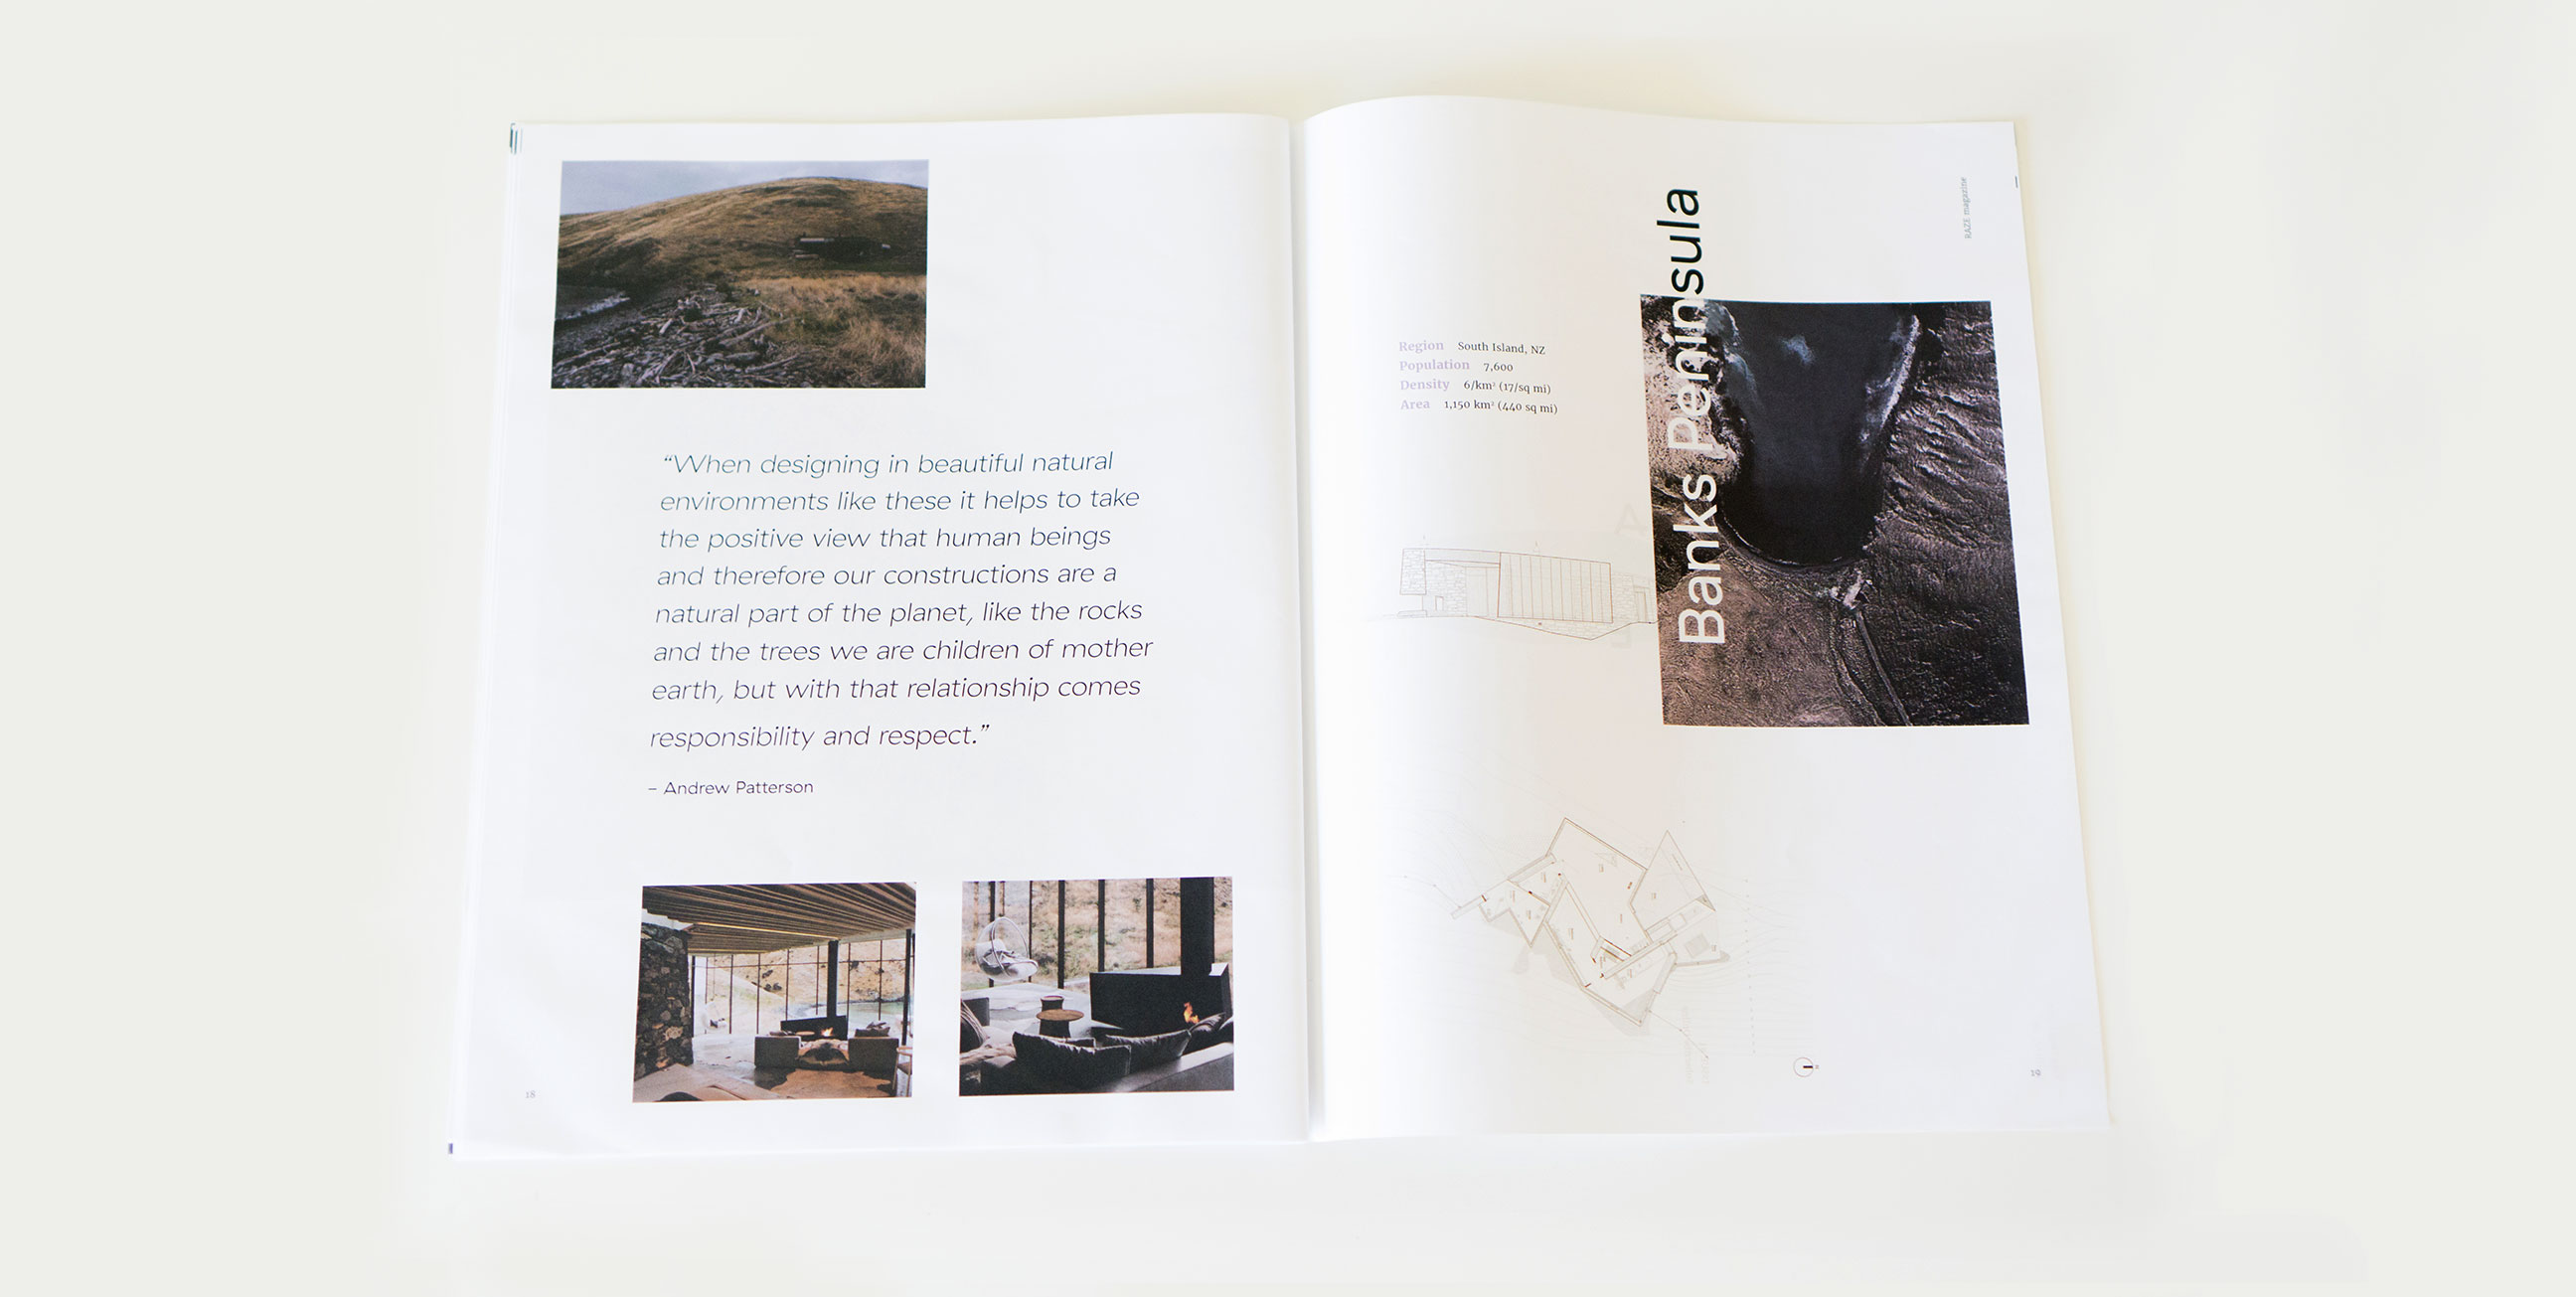 “When designing in beautiful natural
environments like these it helps to take
the positive view that human beings
and therefore our constructions are a
natural part of the planet, like the rocks
and the trees we are children of mother
earth, but with that relationship comes
responsibility and respect.”
– Andrew Patterson
18
RAZE magazine
Banks Peninsula
Region South Island, NZ
Population 7,600
Density 6/km² (17/sq mi)
Area 1,150 km² (440 sq mi)
19